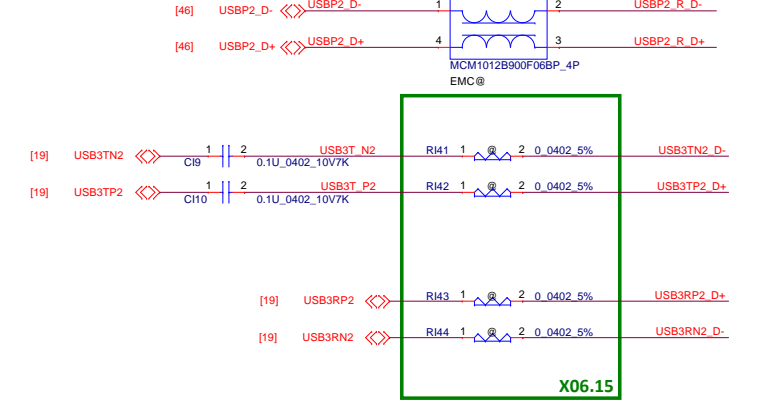 [46] USBP2_D- USBP2_D- 1 2 USBP2_R_D-
[46] USBP2_D+ USBP2_D+ 4 3 USBP2_R_D+
MCM1012B900F06BP_4P
EMC@
[19] USB3TN2 1 2 USB3T_N2 RI41 1 @ 2 0_0402_5% USB3TN2_D-
CI9 0.1U_0402_10V7K
[19] USB3TP2 1 2 USB3T_P2 RI42 1 @ 2 0_0402_5% USB3TP2_D+
CI10 0.1U_0402_10V7K
[19] USB3RP2 RI43 1 @ 2 0_0402_5% USB3RP2_D+
[19] USB3RN2 RI44 1 @ 2 0_0402_5% USB3RN2_D-
X06.15